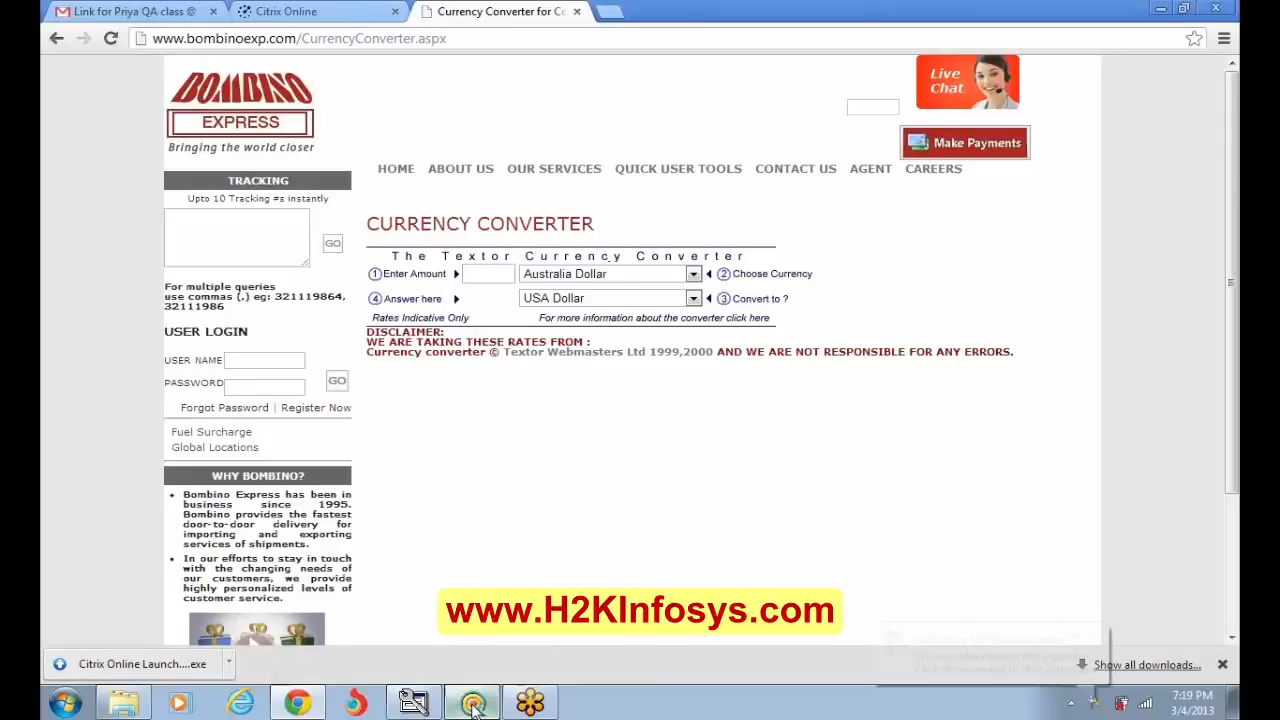 Link for Priya QA class @
Citrix Online
Currency Converter for Co
www.bombinoexp.com/CurrencyConverter.aspx
BOMBINO
EXPRESS
Bringing the world closer
Live
Chat
Make Payments
HOME ABOUT US OUR SERVICES QUICK USER TOOLS CONTACT US AGENT CAREERS
TRACKING
Upto 10 Tracking #s instantly
GO
For multiple queries
use commas (,) eg: 321119864,
32111986
USER LOGIN
USER NAME
PASSWORD
GO
Forgot Password | Register Now
Fuel Surcharge
Global Locations
WHY BOMBINO?
Bombino Express has been in
business since 1995.
Bombino provides the fastest
door-to-door delivery for
importing and exporting
services of shipments.
In our efforts to stay in touch
with the changing needs of
our customers, we provide
highly personalized levels of
customer service.
CURRENCY CONVERTER
The Textor Currency Converter
1 Enter Amount Australia Dollar 2 Choose Currency
4 Answer here USA Dollar 3 Convert to ?
Rates Indicative Only For more information about the converter click here
DISCLAIMER:
WE ARE TAKING THESE RATES FROM :
Currency converter © Textor Webmasters Ltd 1999,2000 AND WE ARE NOT RESPONSIBLE FOR ANY ERRORS.
www.H2KInfosys.com
Citrix Online Launch....exe
Show all downloads...
7:19 PM
3/4/2013